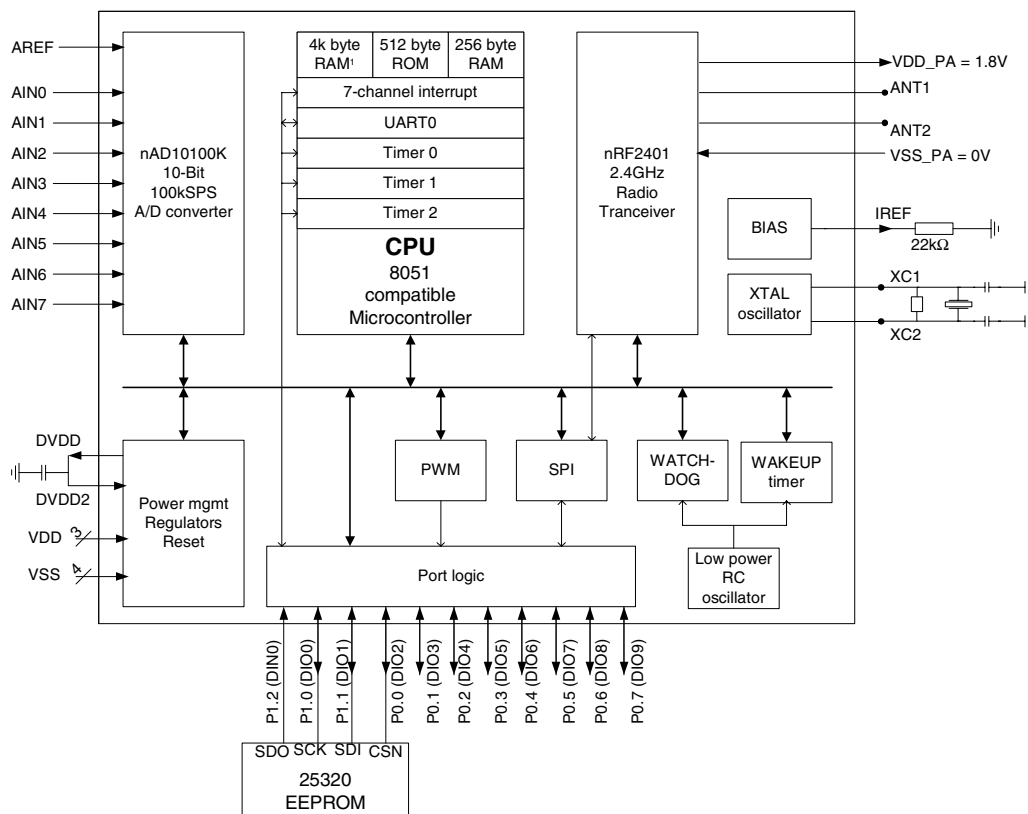 AREF
AIN0
AIN1
AIN2
AIN3
AIN4
AIN5
AIN6
AIN7
nAD10100K
10-Bit
100kSPS
A/D converter
4k byte
RAM¹
512 byte
ROM
256 byte
RAM
7-channel interrupt
UART0
Timer 0
Timer 1
Timer 2
CPU
8051
compatible
Microcontroller
nRF2401
2.4GHz
Radio
Tranceiver
VDD_PA = 1.8V
ANT1
ANT2
VSS_PA = 0V
BIAS
IREF
22kΩ
XTAL
oscillator
XC1
XC2
DVDD
DVDD2
VDD
3
VSS
4
Power mgmt
Regulators
Reset
PWM
SPI
WATCH-
DOG
WAKEUP
timer
Low power
RC
oscillator
Port logic
P1.2 (DIN0)
P1.0 (DIO0)
P1.1 (DIO1)
P0.0 (DIO2)
P0.1 (DIO3)
P0.2 (DIO4)
P0.3 (DIO5)
P0.4 (DIO6)
P0.5 (DIO7)
P0.6 (DIO8)
P0.7 (DIO9)
SDO
SCK
SDI
CSN
25320
EEPROM